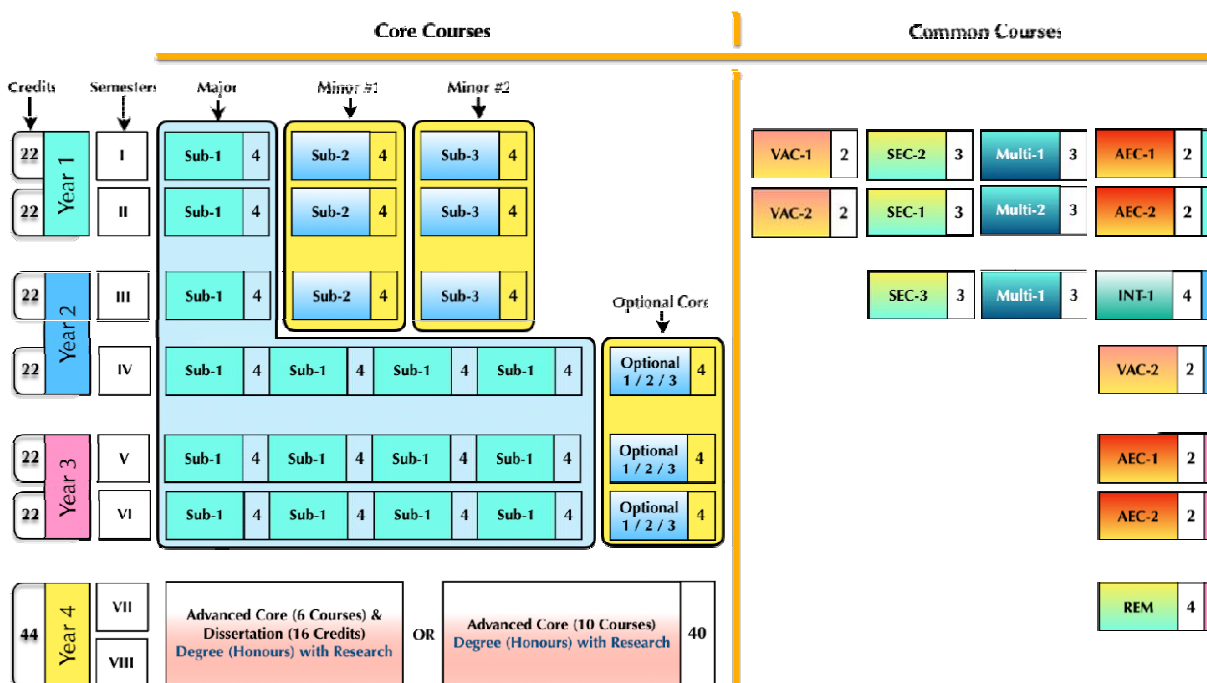 Core Courses
Common Courses
Credits Semesters Major Minor #1 Minor #2
22 Year 1 I Sub-1 4 Sub-2 4 Sub-3 4 VAC-1 2 SEC-2 3 Multi-1 3 AEC-1 2
22 II Sub-1 4 Sub-2 4 Sub-3 4 VAC-2 2 SEC-1 3 Multi-2 3 AEC-2 2
22 Year 2 III Sub-1 4 Sub-2 4 Sub-3 4 SEC-3 3 Multi-1 3 INT-1 4
Optional Core
22 IV Sub-1 4 Sub-1 4 Sub-1 4 Sub-1 4 Optional 4 VAC-2 2
1 / 2 / 3
22 Year 3 V Sub-1 4 Sub-1 4 Sub-1 4 Sub-1 4 Optional 4 AEC-1 2
1 / 2 / 3
22 VI Sub-1 4 Sub-1 4 Sub-1 4 Sub-1 4 Optional 4 AEC-2 2
1 / 2 / 3
44 Year 4 VII
VIII
Advanced Core (6 Courses) &
Dissertation (16 Credits)
Degree (Honours) with Research
OR
Advanced Core (10 Courses)
Degree (Honours) with Research
40
REM 4